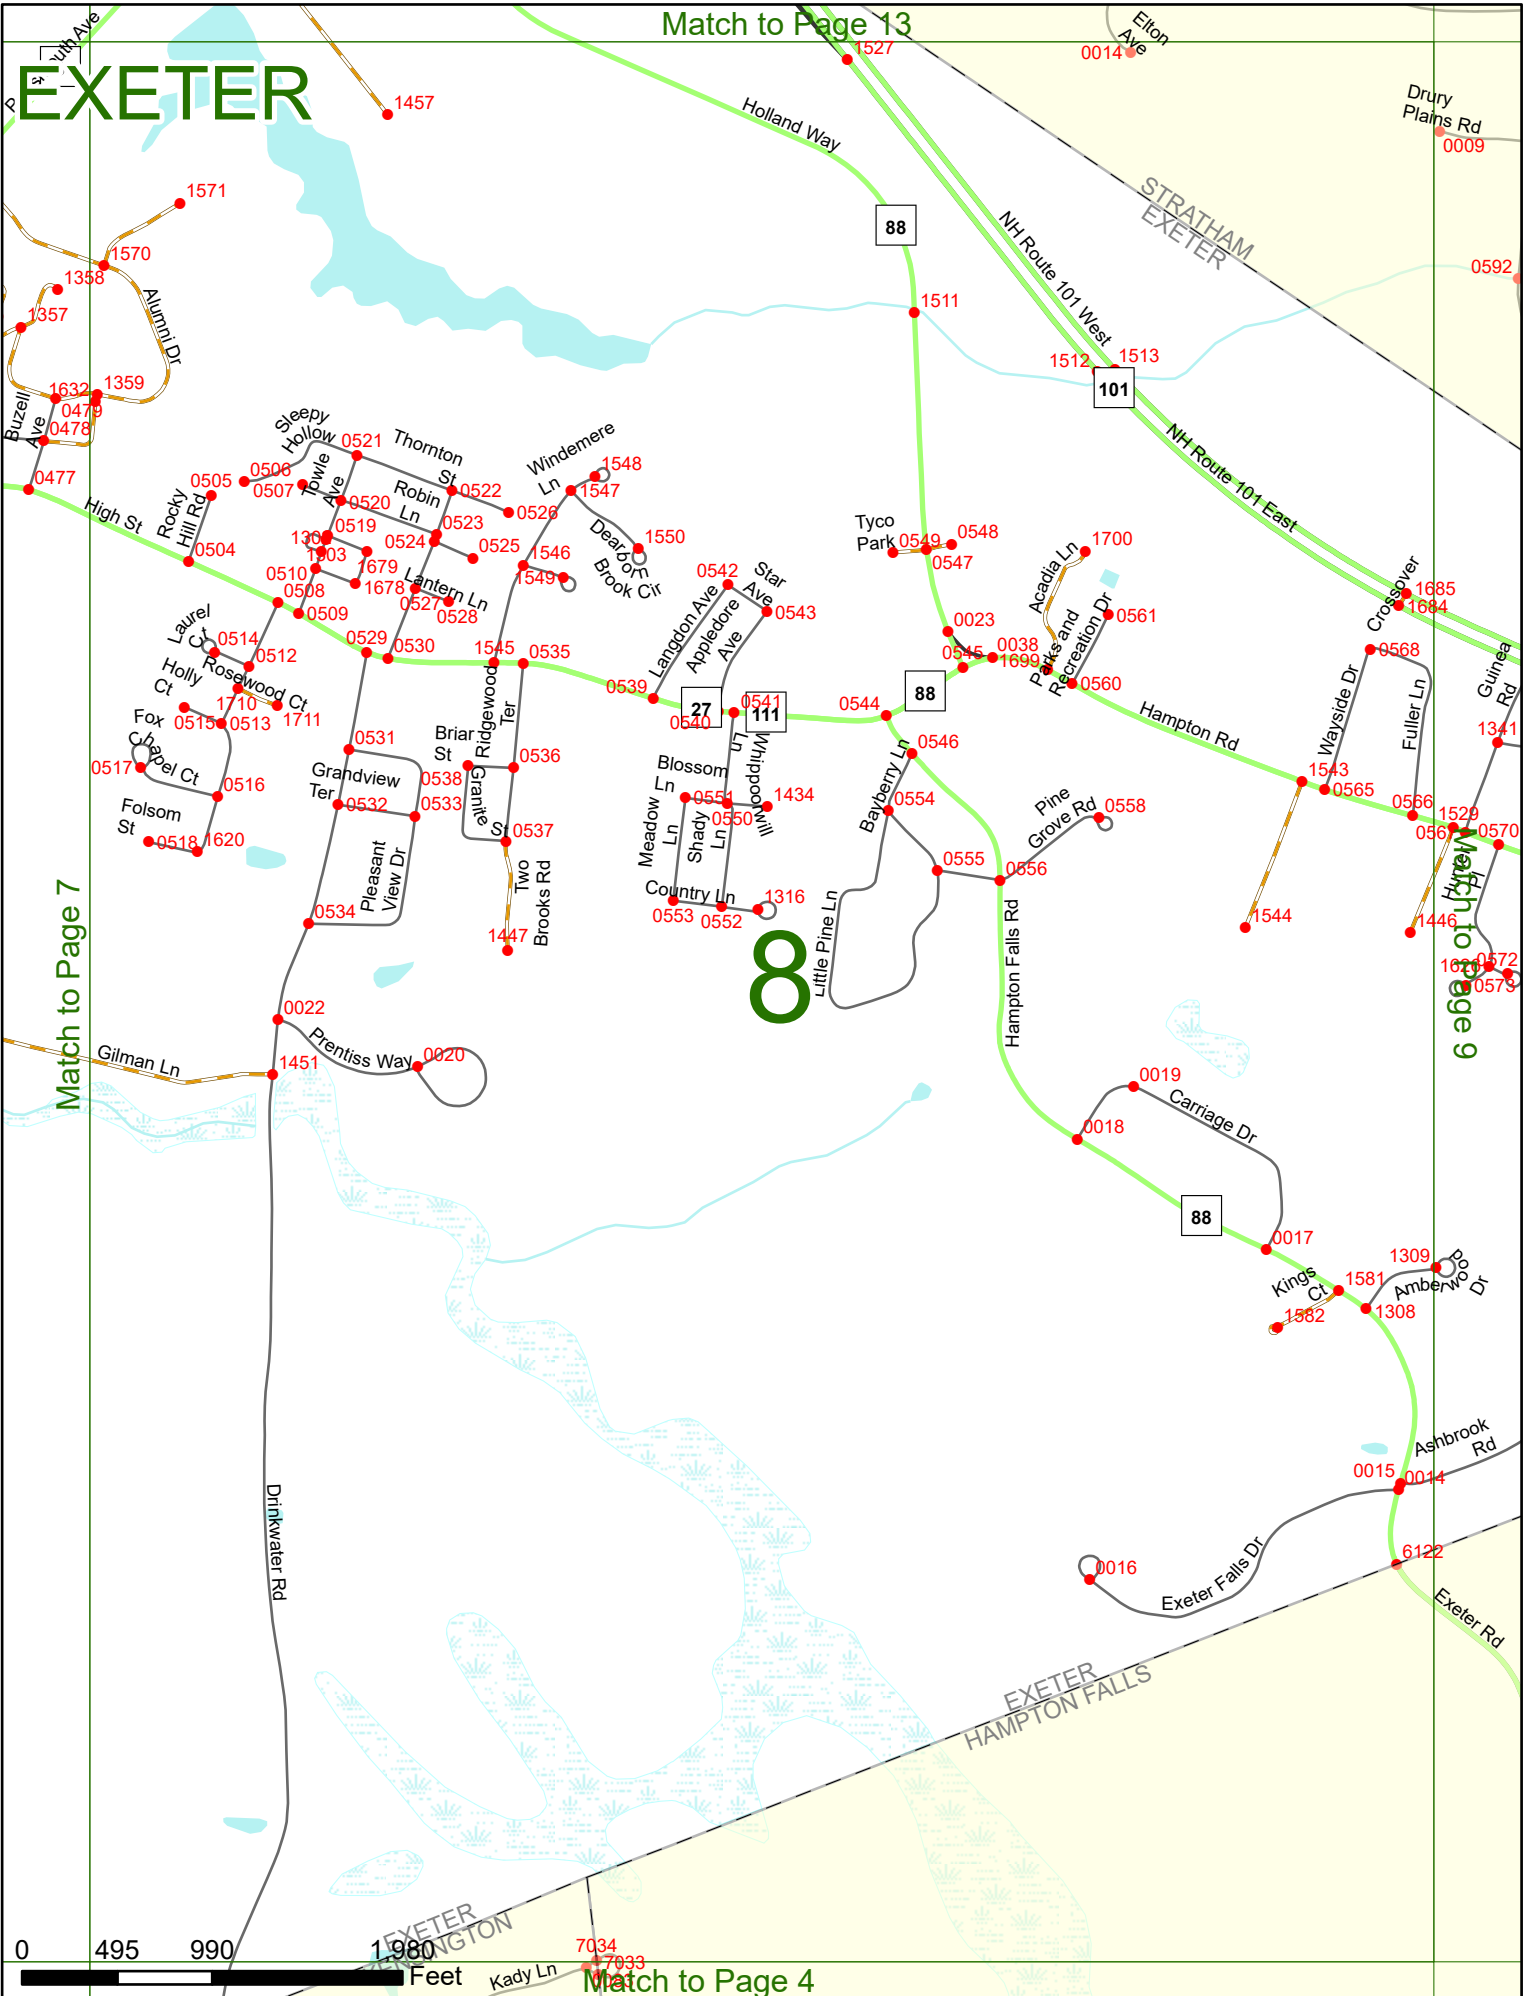 Match to Page 13
EXETER
1527
Elton
Ave
0014
Drury
Plains Rd
0009
1457
Holland Way
STRATHAM
EXETER
88
NH Route 101 West
1571
1570
1358
1357
Alumni Dr
0592
1511
1512
1513
101
1632
1359
0479
0478
Buzell
Ave
0477
High St
Sleepy
Hollow
0521
Thornton
St
Windemere
Ln
1548
1547
NH Route 101 East
0505
0506
0507
Towle
Ave
0520
Robin
Ln
0522
0526
Rocky
Hill Rd
0504
0519
0523
0524
0525
Dearborn
Brook Cir
1550
1546
1549
1679
1678
0510
Lantern Ln
0527
0528
0508
0509
Tyco
Park
0549
0548
0547
Acadia Ln
1700
0542
Star
Ave
0543
Langdon Ave
Appledore
Ave
0561
Parks and
Recreation Dr
Crossover
1685
1684
Laurel
Ct
0514
0512
0529
0530
1545
0535
0023
0038
0545
1699
0560
0568
Guinea
Rd
Holly
Ct
Rosewood Ct
1710
1711
0515
0513
0539
27
0540
0541
111
0544
88
Hampton Rd
Wayside Dr
Fuller Ln
1341
Fox
Chapel Ct
0517
0516
0531
Grandview
Ter
0532
0533
Briar
St
0538
Ridgewood
Ter
0536
Granite
St
0537
Blossom
Ln
0551
0550
1434
Whippoorwill
Ln
0546
Bayberry Ln
0554
Pine
Grove Rd
0558
1543
0565
0566
1529
0570
Folsom
St
0518
1620
Pleasant
View Dr
Two
Brooks Rd
1447
Meadow
Ln
Shady
Ln
Country Ln
0553
0552
1316
0555
0556
1544
1446
0572
0573
0534
Match to Page 7
8
Little Pine Ln
Hampton Falls Rd
Match to Page 9
0022
Prentiss Way
0020
Gilman Ln
1451
0019
Carriage Dr
0018
88
0017
1309
Amberwood
Dr
Kings
Ct
1581
1308
1582
Ashbrook
Rd
0015
0014
Drinkwater Rd
6122
0016
Exeter Falls Dr
Exeter Rd
EXETER
HAMPTON FALLS
EXETER
KENSINGTON
0
495
990
1,980
Feet
7034
7033
Kady Ln
Match to Page 4